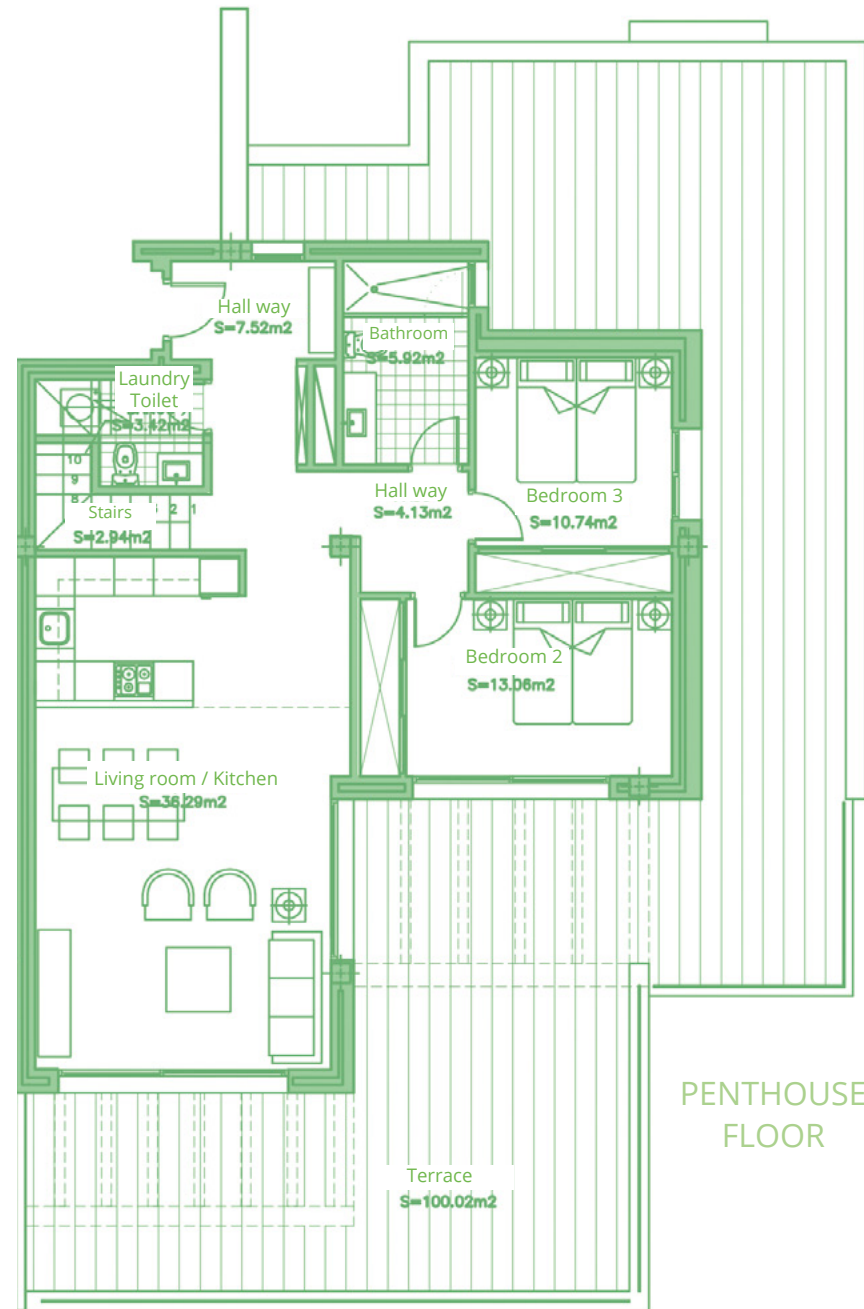 Hall way
S=7.52m2
Bathroom
S=5.92m2
Laundry
Toilet
S=3.42m2
10
9
8
Stairs
2 1
S=2.94m2
Hall way
S=4.13m2
Bedroom 3
S=10.74m2
Bedroom 2
S=13.06m2
Living room / Kitchen
S=36.29m2
PENTHOUSE
FLOOR
Terrace
S=100.02m2